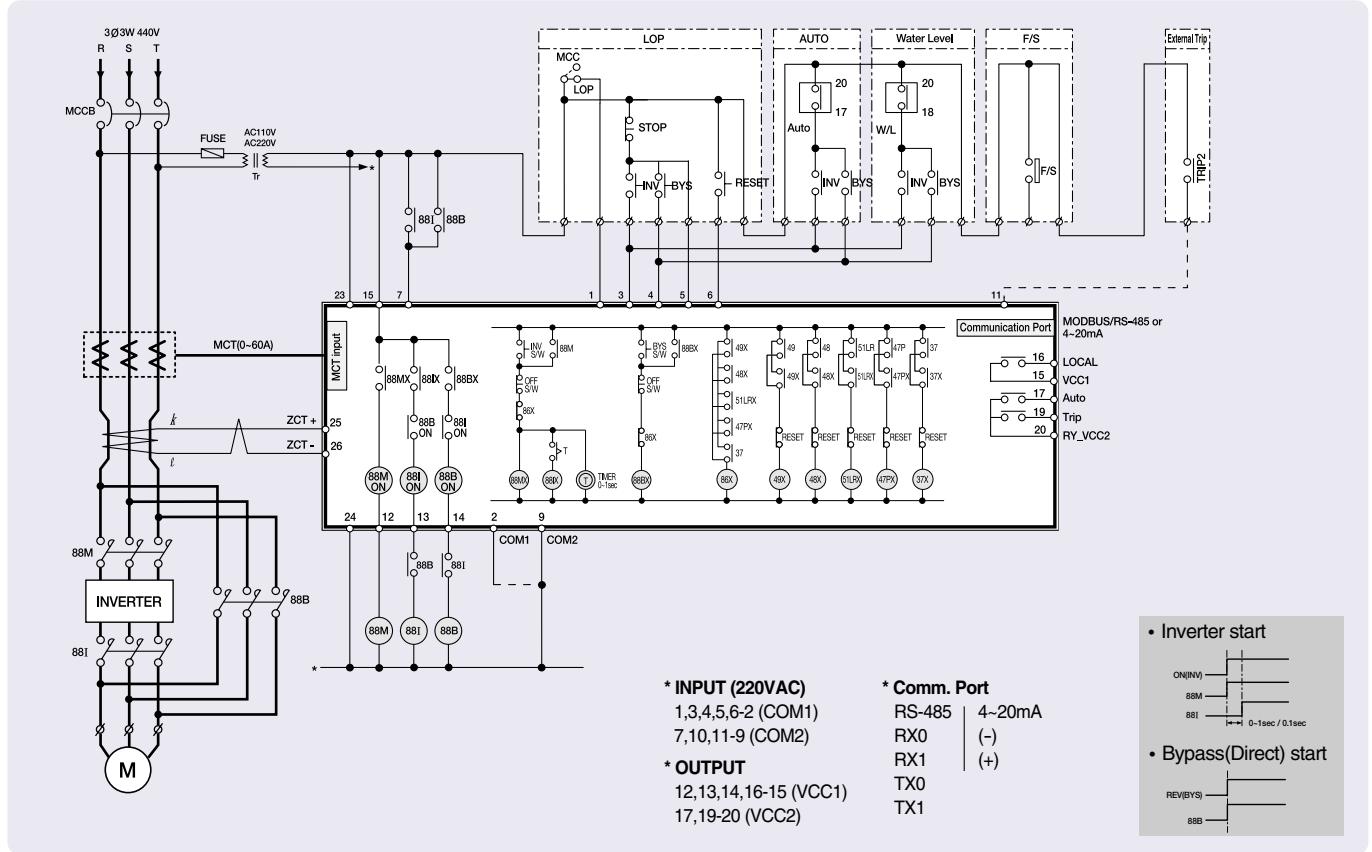 3Ø3W 440V
R S T
MCCB
FUSE
AC110V
AC220V
Tr
*
88I 88B
LOP
MCC
LOP
STOP
INV BYS RESET
AUTO
20
17
Auto
INV BYS
Water Level
20
18
W/L
INV BYS
F/S
F/S
External Trip
TRIP2
23 15 7 1 3 4 5 6 11
MCT(0~60A)
MCT input
Communication Port
MODBUS/RS-485 or
4~20mA
16 LOCAL
15 VCC1
17 Auto
19 Trip
20 RY_VCC2
88MX 88IX 88BX
88B
ON
88I
ON
88M
ON
88I
ON
88B
ON
INV
S/W
88M
OFF
S/W
86X
T
88MX 88IX T
TIMER
0~1sec
BYS
S/W
88BX
OFF
S/W
86X
88BX
49X
48X
51LRX
47PX
37
86X
49 48 51LR 47P 37
49X 48X 51LRX 47PX 37X
RESET RESET RESET RESET RESET
49X 48X 51LRX 47PX 37X
k
l
ZCT + 25
ZCT - 26
24 12 13 14 2 9
COM1 COM2
88B 88I
88M 88I 88B
*
88M
INVERTER
88B
88I
M
* INPUT (220VAC)
1,3,4,5,6-2 (COM1)
7,10,11-9 (COM2)
* OUTPUT
12,13,14,16-15 (VCC1)
17,19-20 (VCC2)
* Comm. Port
RS-485 4~20mA
RX0 (-)
RX1 (+)
TX0
TX1
• Inverter start
ON(INV)
88M
88I
0~1sec / 0.1sec
• Bypass(Direct) start
REV(BYS)
88B